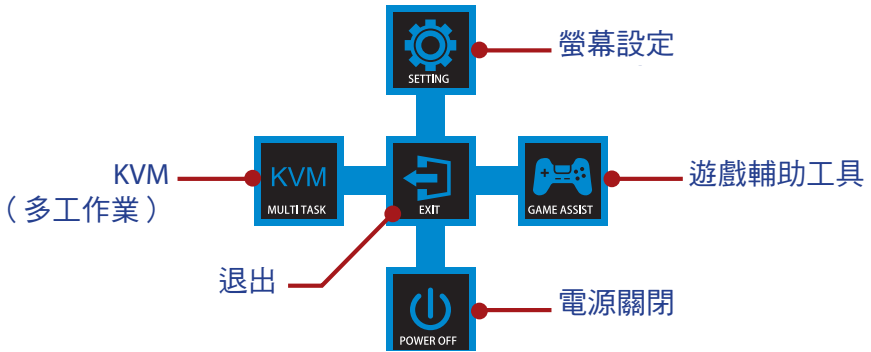 螢幕設定
SETTING
KVM
（多工作業）
KVM
MULTI TASK
EXIT
GAME ASSIST
遊戲輔助工具
退出
POWER OFF
電源關閉